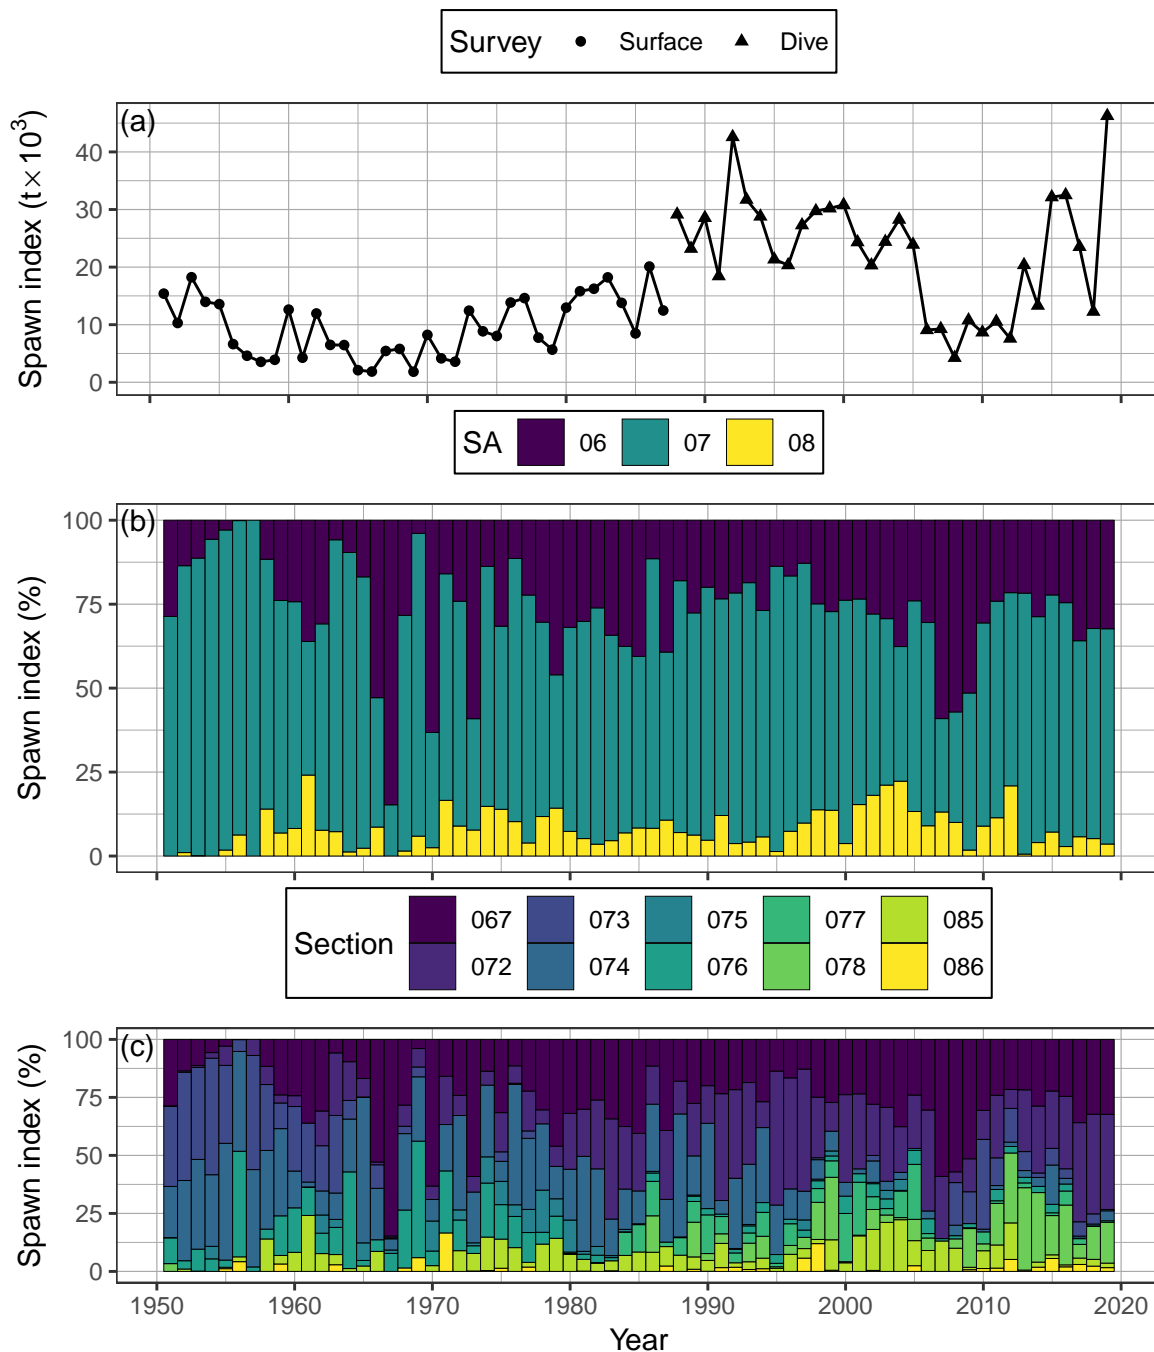 Survey Surface Dive
(a)
Spawn index (t × 10³)
40
30
20
10
0
SA 06 07 08
(b)
Spawn index (%)
100
75
50
25
0
Section 067 073 075 077 085
072 074 076 078 086
(c)
Spawn index (%)
100
75
50
25
0
1950 1960 1970 1980 1990 2000 2010 2020
Year